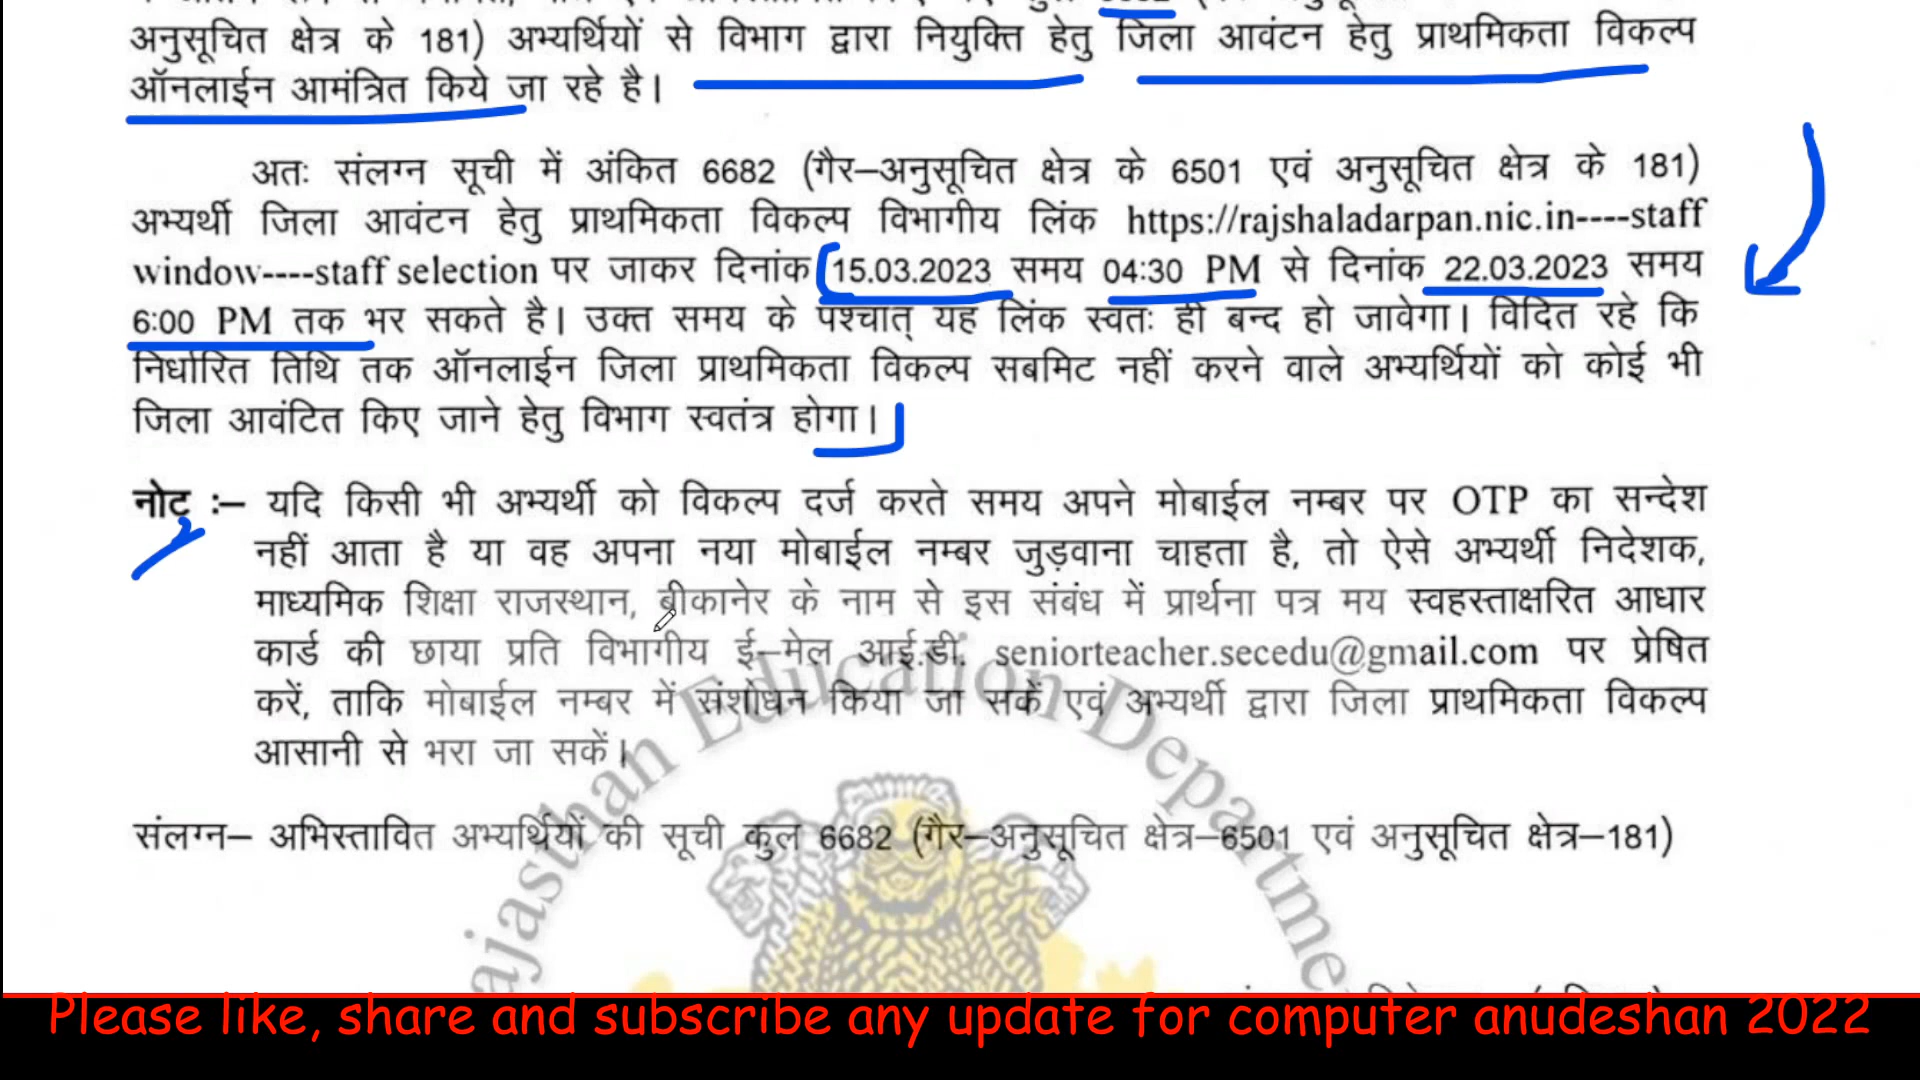 अनुसूचित क्षेत्र के 181) अभ्यर्थियों से विभाग द्वारा नियुक्ति हेतु जिला आवंटन हेतु प्राथमिकता विकल्प
ऑनलाईन आमंत्रित किये जा रहे है।
अतः संलग्न सूची में अंकित 6682 (गैर–अनुसूचित क्षेत्र के 6501 एवं अनुसूचित क्षेत्र के 181)
अभ्यर्थी जिला आवंटन हेतु प्राथमिकता विकल्प विभागीय लिंक https://rajshaladarpan.nic.in----staff
window----staff selection पर जाकर दिनांक 15.03.2023 समय 04:30 PM से दिनांक 22.03.2023 समय
6:00 PM तक भर सकते है। उक्त समय के पश्चात् यह लिंक स्वतः ही बन्द हो जावेगा। विदित रहे कि
निर्धारित तिथि तक ऑनलाईन जिला प्राथमिकता विकल्प सबमिट नहीं करने वाले अभ्यर्थियों को कोई भी
जिला आवंटित किए जाने हेतु विभाग स्वतंत्र होगा।
नोट :– यदि किसी भी अभ्यर्थी को विकल्प दर्ज करते समय अपने मोबाईल नम्बर पर OTP का सन्देश
नहीं आता है या वह अपना नया मोबाईल नम्बर जुड़वाना चाहता है, तो ऐसे अभ्यर्थी निदेशक,
माध्यमिक शिक्षा राजस्थान, बीकानेर के नाम से इस संबंध में प्रार्थना पत्र मय स्वहस्ताक्षरित आधार
कार्ड की छाया प्रति विभागीय ई–मेल आई.डी. seniorteacher.secedu@gmail.com पर प्रेषित
करें, ताकि मोबाईल नम्बर में संशोधन किया जा सकें एवं अभ्यर्थी द्वारा जिला प्राथमिकता विकल्प
आसानी से भरा जा सकें।
संलग्न– अभिस्तावित अभ्यर्थियों की सूची कुल 6682 (गैर–अनुसूचित क्षेत्र–6501 एवं अनुसूचित क्षेत्र–181)
ajasthan Education Departme
Please like, share and subscribe any update for computer anudeshan 2022